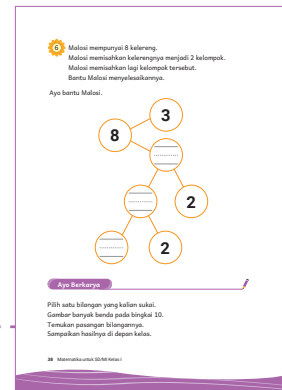 6 Malosi mempunyai 8 kelereng.
Malosi memisahkan kelerengnya menjadi 2 kelompok.
Malosi memisahkan lagi kelompok tersebut.
Bantu Malosi menyelesaikannya.
Ayo bantu Malosi.
3
8
2
2
Ayo Berkarya
Pilih satu bilangan yang kalian sukai.
Gambar banyak benda pada bingkai 10.
Temukan pasangan bilangannya.
Sampaikan hasilnya di depan kelas.
38 Matematika untuk SD/MI Kelas I